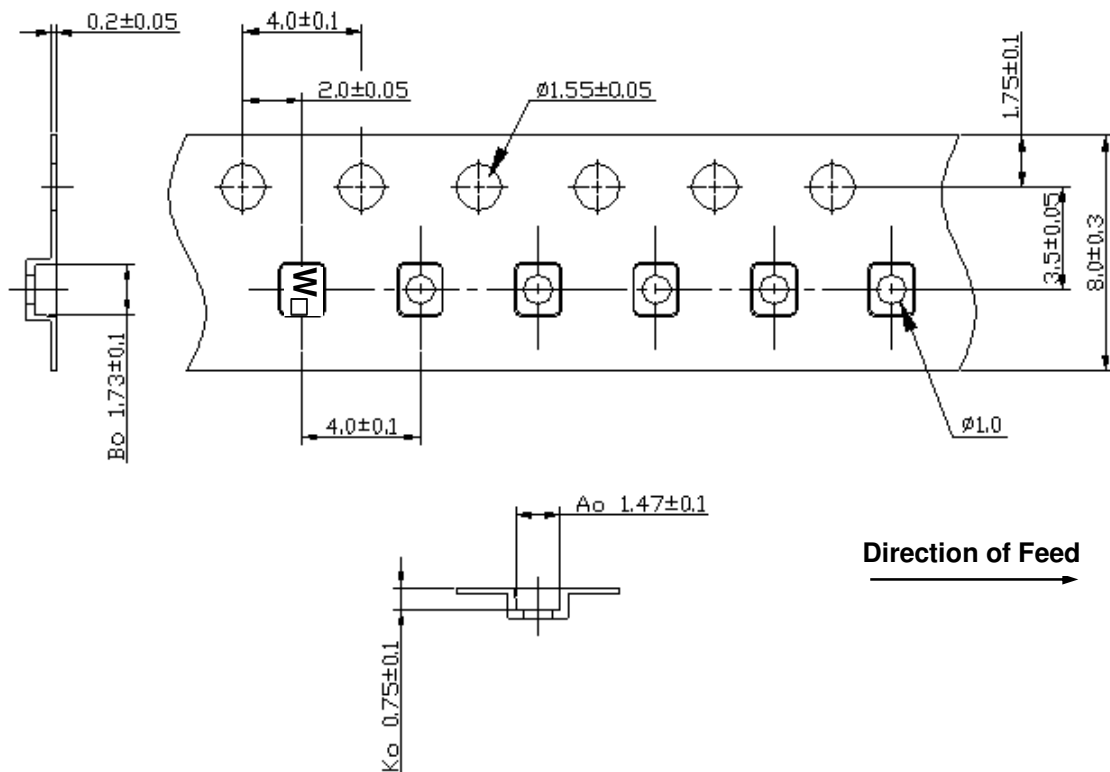 0.2±0.05
4.0±0.1
2.0±0.05
ø1.55±0.05
1.75±0.1
3.5±0.05
8.0±0.3
W□
Bo 1.73±0.1
4.0±0.1
ø1.0
Ao 1.47±0.1
Ko 0.75±0.1
Direction of Feed